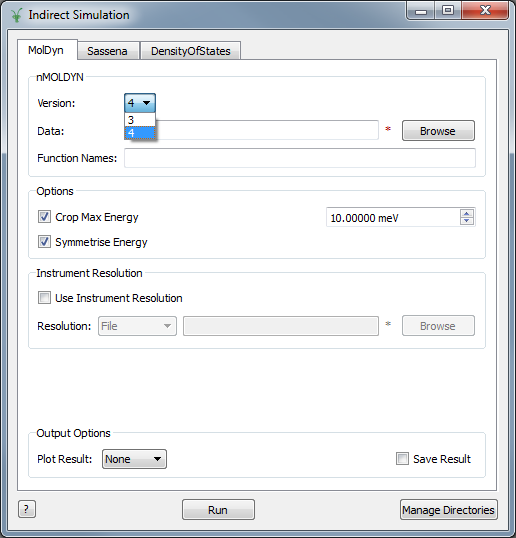 Indirect Simulation
MolDyn Sassena DensityOfStates
nMOLDYN
Version: 4
3
4
Data: * Browse
Function Names:
Options
Crop Max Energy 10.00000 meV
Symmetrise Energy
Instrument Resolution
Use Instrument Resolution
Resolution: File * Browse
Output Options
Plot Result: None Save Result
? Run Manage Directories